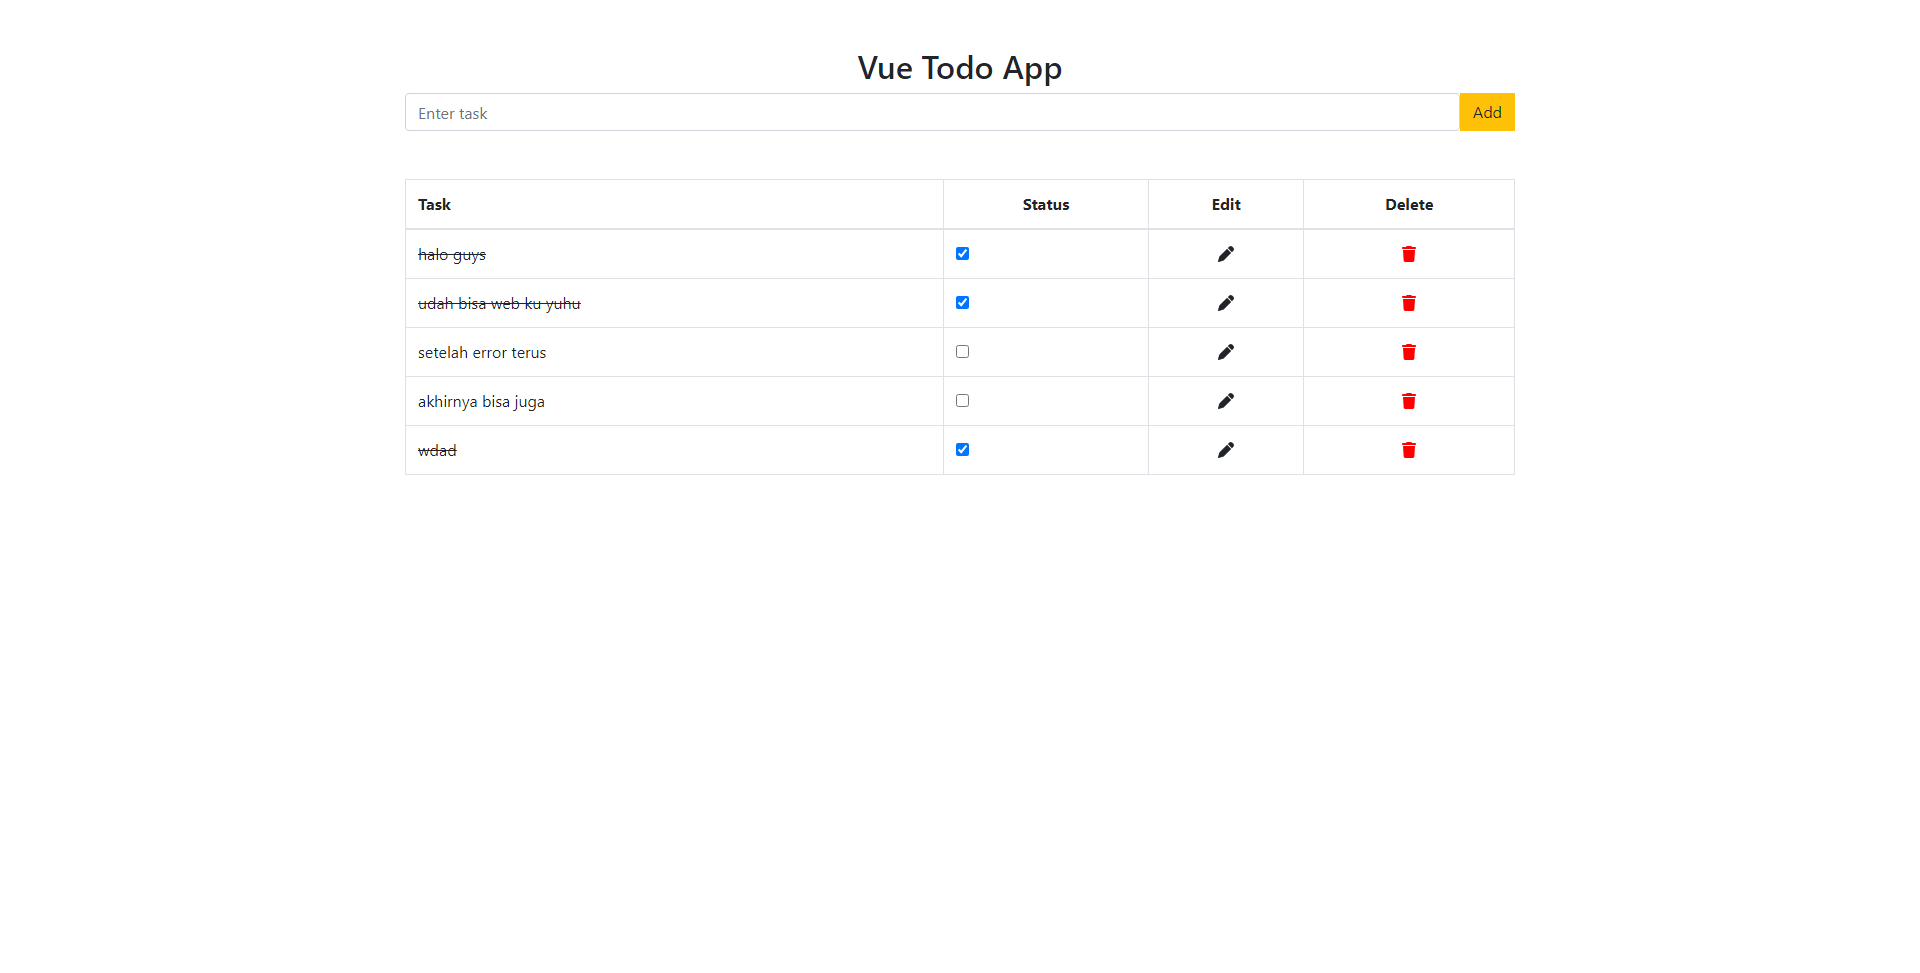 Vue Todo App
Enter task
Add
Task Status Edit Delete
halo guys
udah bisa web ku yuhu
setelah error terus
akhirnya bisa juga
wdad